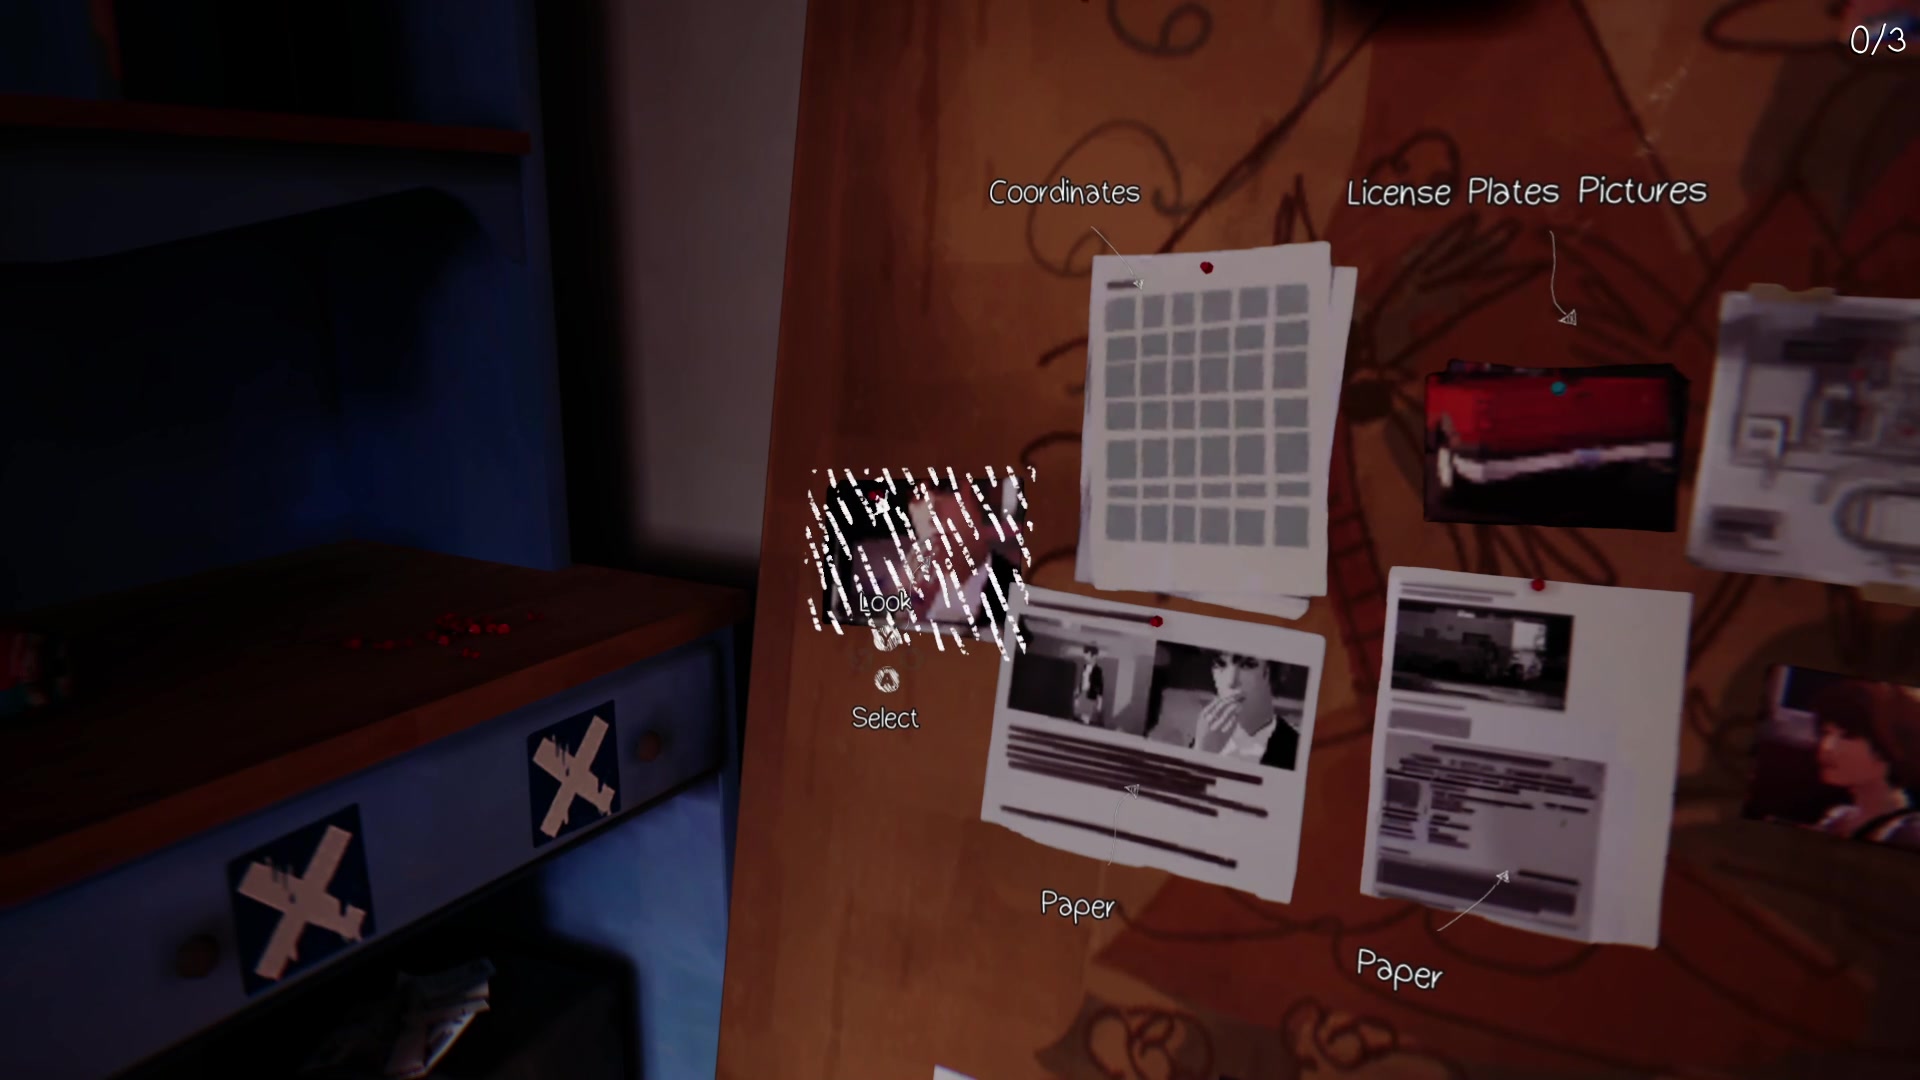 0/3
Coordinates
License Plates Pictures
Look
Select
Paper
Paper